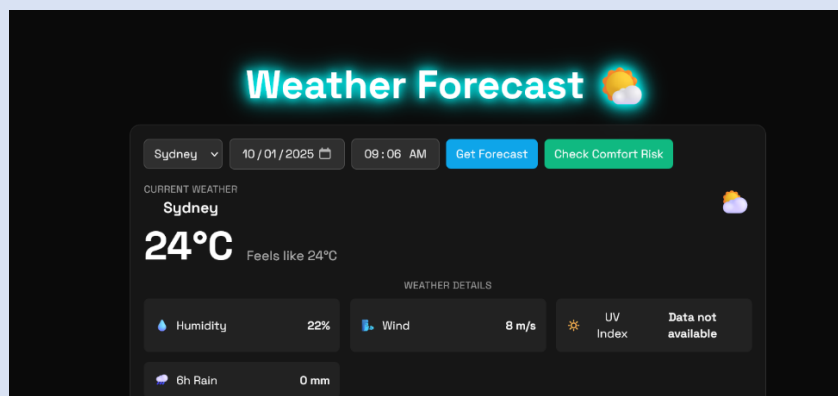 Weather Forecast
Sydney 10/01/2025 09:06 AM Get Forecast Check Comfort Risk
CURRENT WEATHER
Sydney
24°C Feels like 24°C
WEATHER DETAILS
Humidity 22%
Wind 8 m/s
UV Index Data not available
6h Rain 0 mm